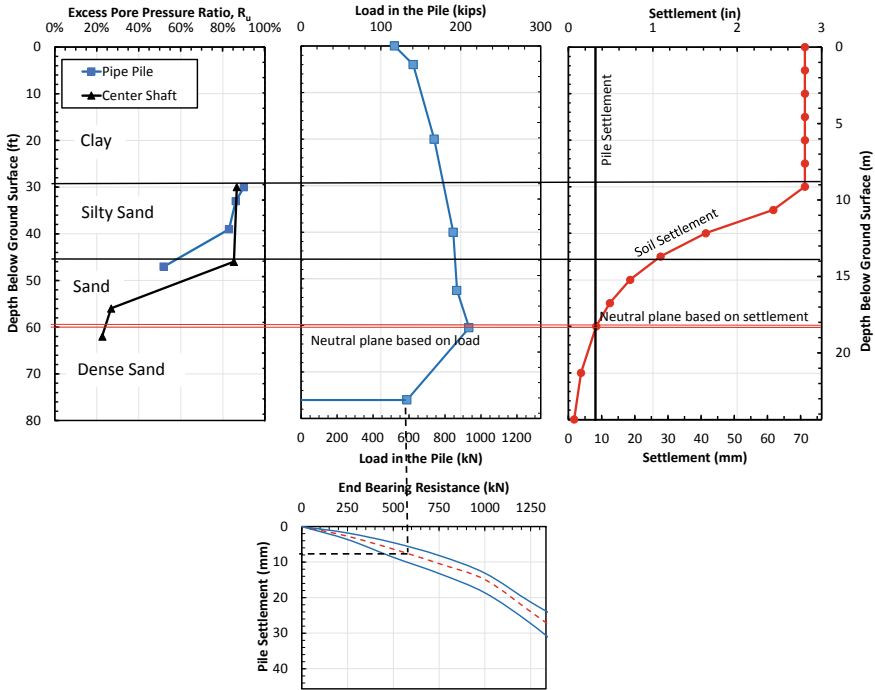 Excess Pore Pressure Ratio, Ru
0% 20% 40% 60% 80% 100%
Depth Below Ground Surface (ft)
0
10
20
30
40
50
60
70
80
Pipe Pile
Center Shaft
Clay
Silty Sand
Sand
Dense Sand
Load in the Pile (kips)
0 100 200 300
Neutral plane based on load
0 200 400 600 800 1000 1200
Load in the Pile (kN)
Settlement (in)
0 1 2 3
Pile Settlement
Soil Settlement
Neutral plane based on settlement
0
5
10
15
20
Depth Below Ground Surface (m)
0 10 20 30 40 50 60 70
Settlement (mm)
End Bearing Resistance (kN)
0 250 500 750 1000 1250
Pile Settlement (mm)
0
10
20
30
40